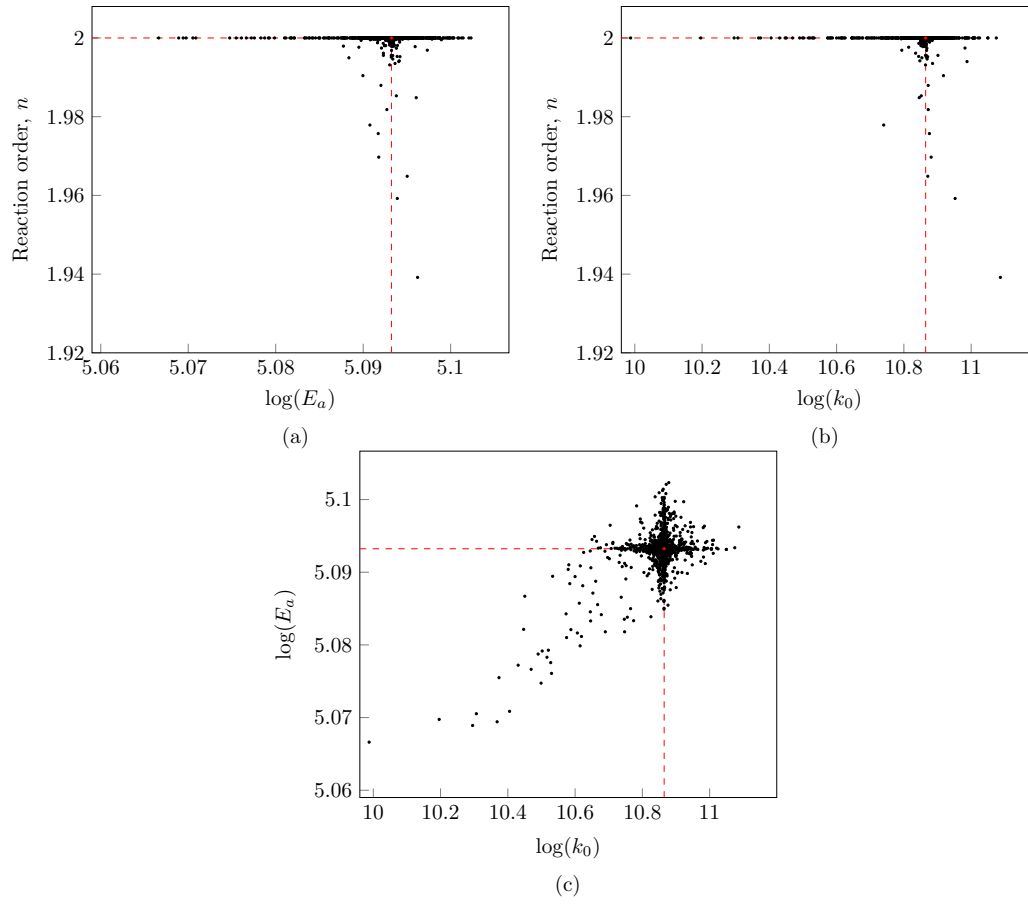 2
1.98
1.96
1.94
1.92
Reaction order, n
5.06 5.07 5.08 5.09 5.1
log(E_a)
(a)
2
1.98
1.96
1.94
1.92
Reaction order, n
10 10.2 10.4 10.6 10.8 11
log(k_0)
(b)
5.1
5.09
5.08
5.07
5.06
log(E_a)
10 10.2 10.4 10.6 10.8 11
log(k_0)
(c)